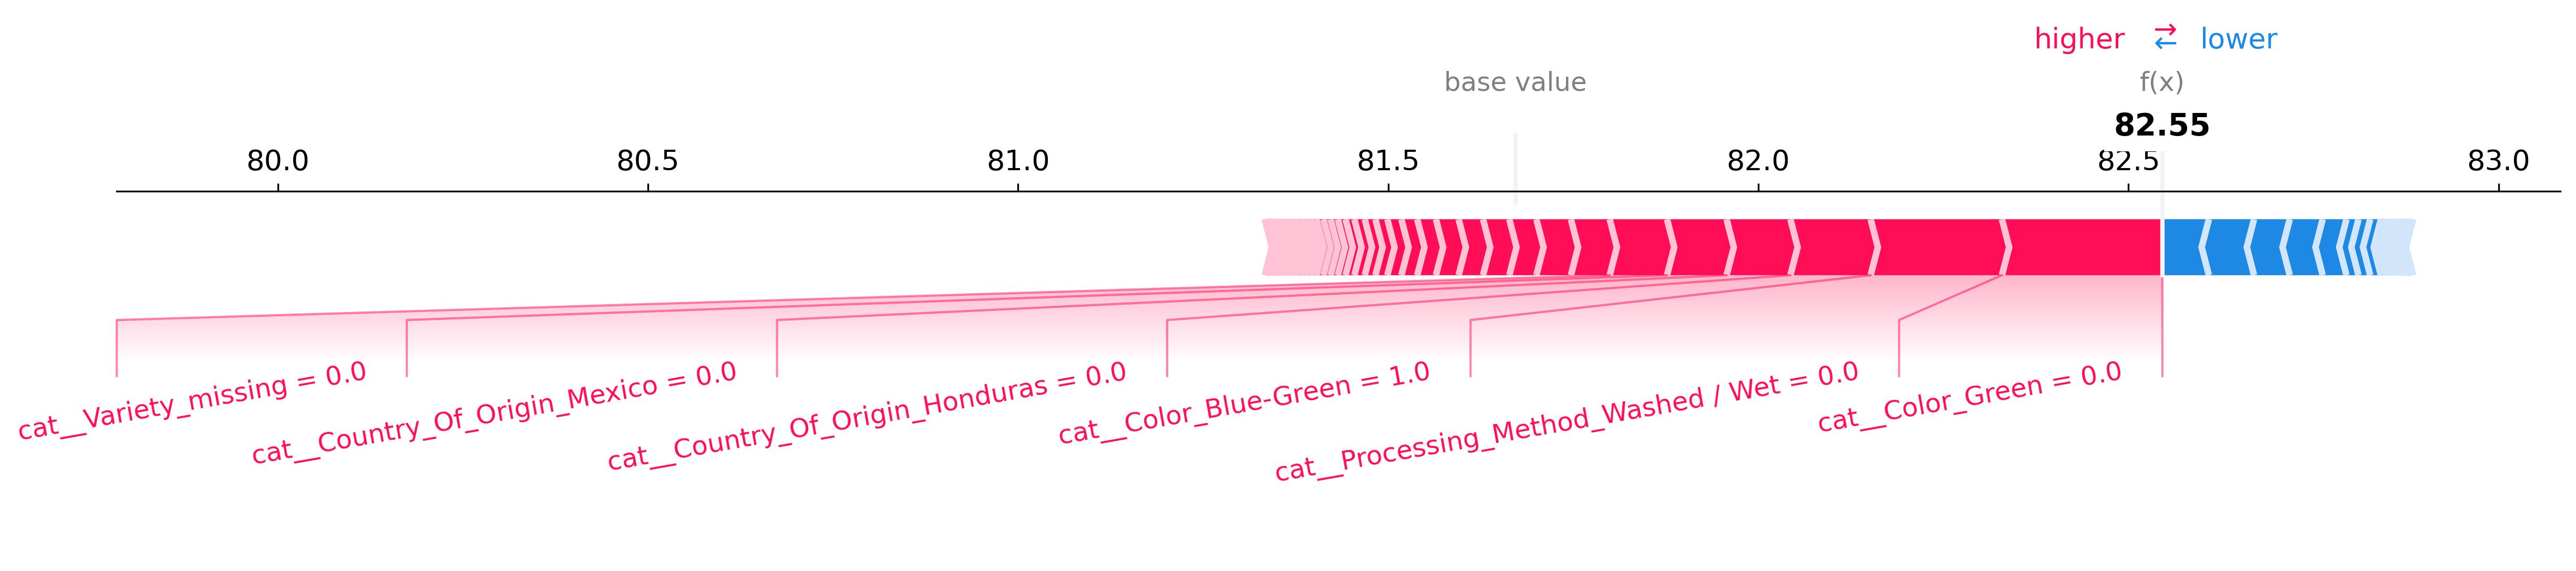 higher ⇄ lower
base value
f(x)
82.55
80.0 80.5 81.0 81.5 82.0 82.5 83.0
cat__Variety_missing = 0.0
cat__Country_Of_Origin_Mexico = 0.0
cat__Country_Of_Origin_Honduras = 0.0
cat__Color_Blue-Green = 1.0
cat__Processing_Method_Washed / Wet = 0.0
cat__Color_Green = 0.0